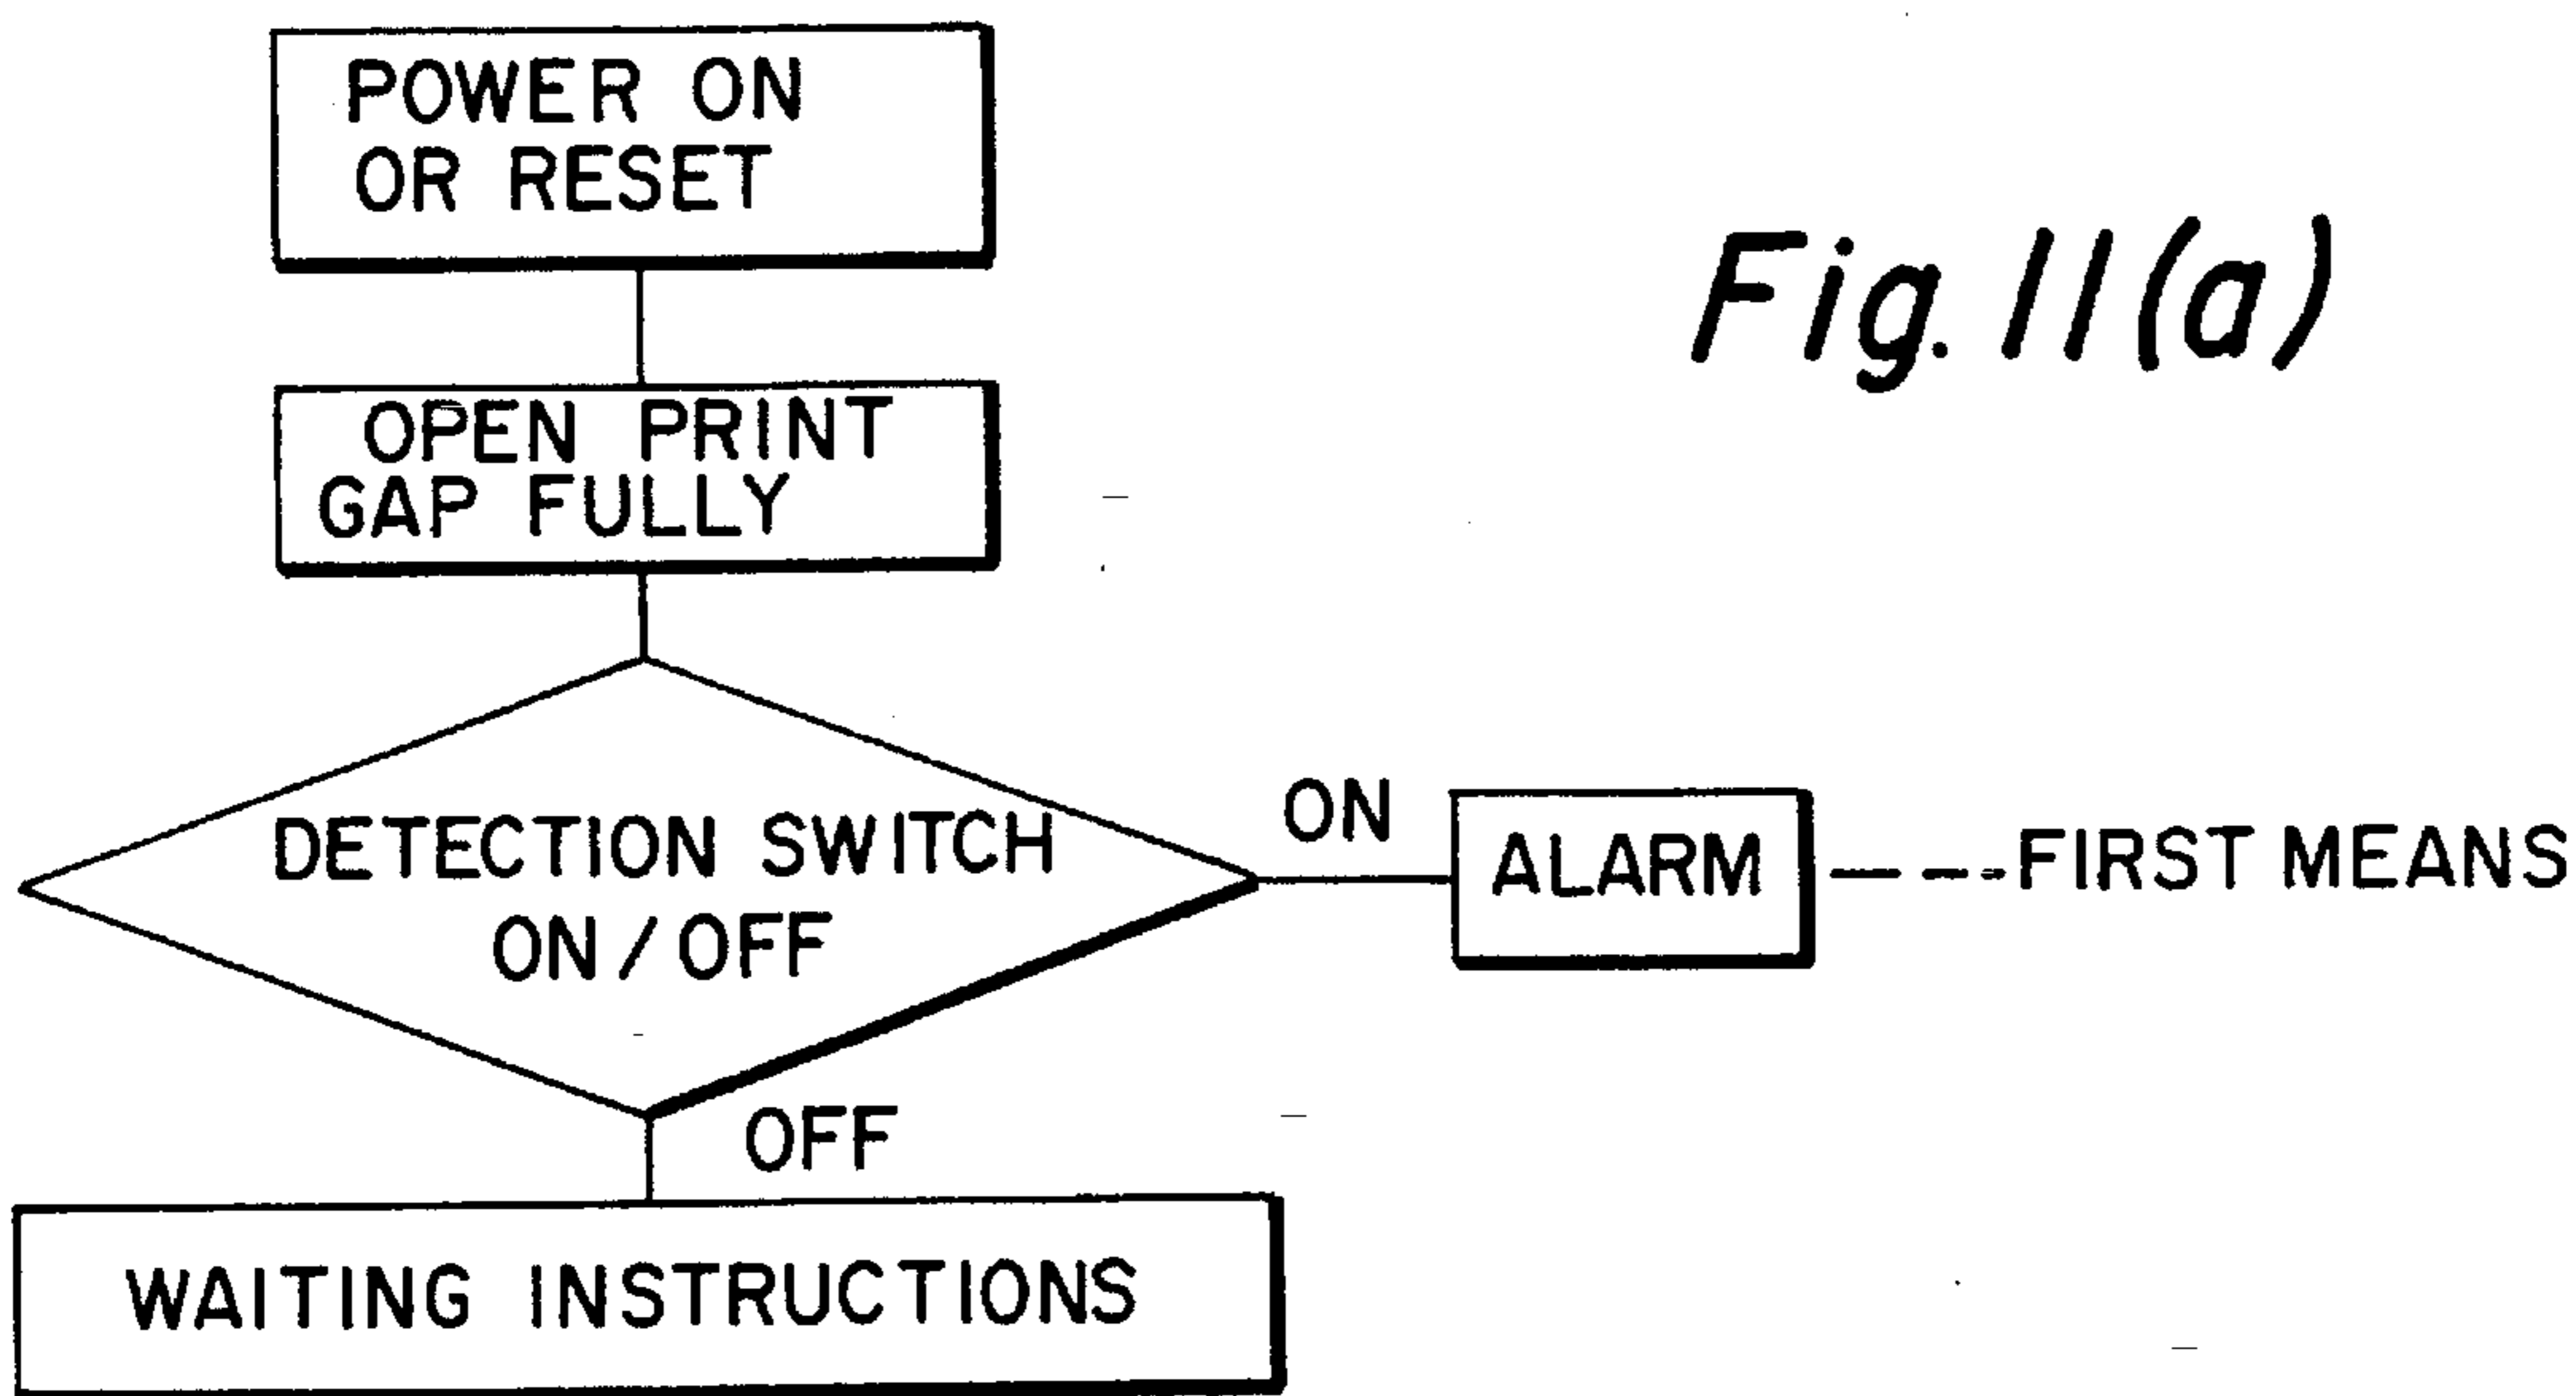 POWER ON
OR RESET
Fig. 11(a)
OPEN PRINT
GAP FULLY
DETECTION SWITCH
ON/OFF
ON
ALARM
FIRST MEANS
OFF
WAITING INSTRUCTIONS